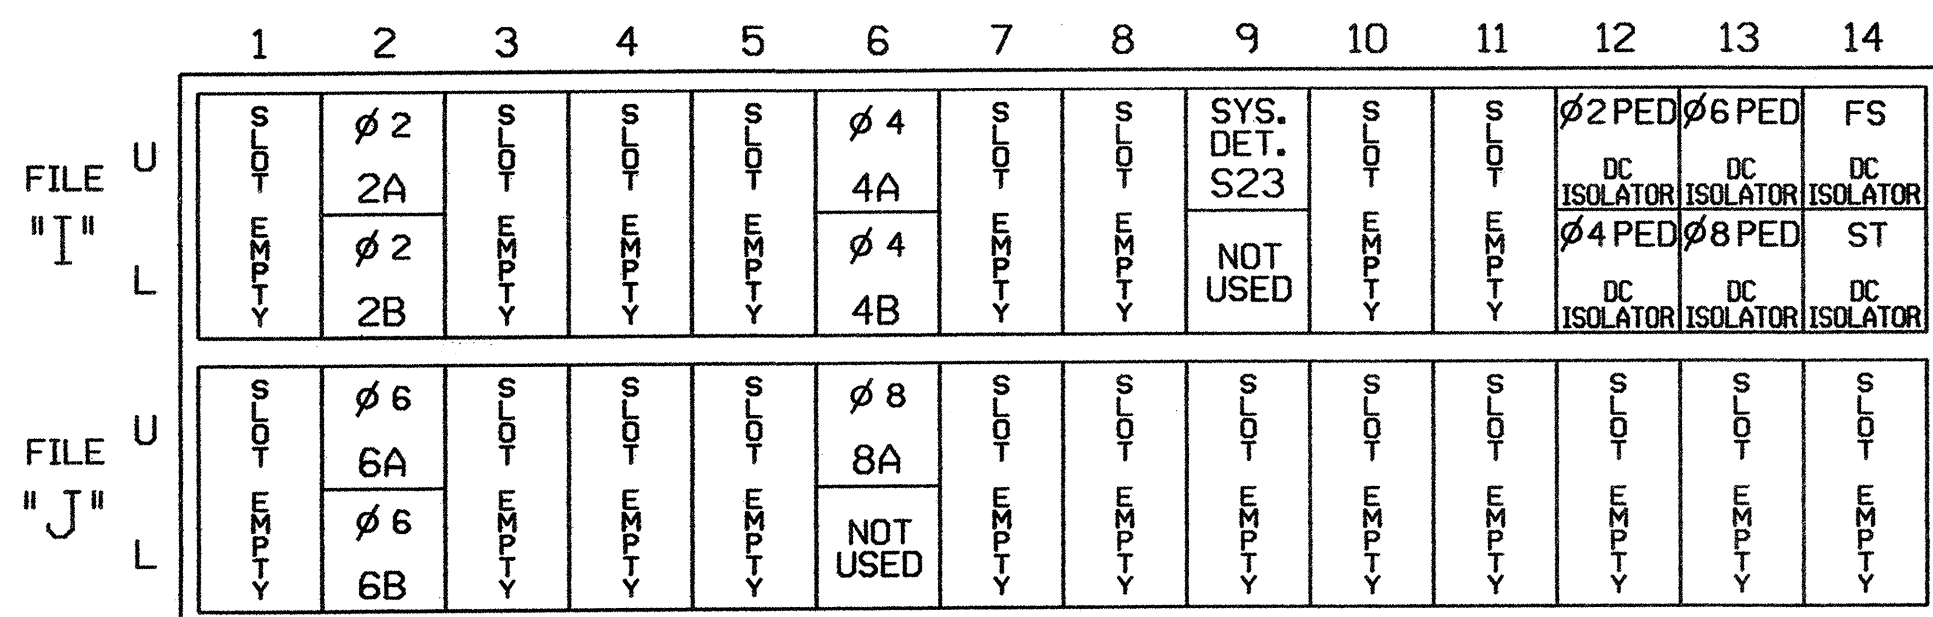 1 2 3 4 5 6 7 8 9 10 11 12 13 14
FILE "I"
U
L
SLOT EMPTY
Ø 2
2A
Ø 2
2B
SLOT EMPTY
SLOT EMPTY
SLOT EMPTY
Ø 4
4A
Ø 4
4B
SLOT EMPTY
SLOT EMPTY
SYS.
DET.
S23
NOT
USED
SLOT EMPTY
SLOT EMPTY
Ø2 PED
DC
ISOLATOR
Ø4 PED
DC
ISOLATOR
Ø6 PED
DC
ISOLATOR
Ø8 PED
DC
ISOLATOR
FS
DC
ISOLATOR
ST
DC
ISOLATOR
FILE "J"
U
L
SLOT EMPTY
Ø 6
6A
Ø 6
6B
SLOT EMPTY
SLOT EMPTY
SLOT EMPTY
Ø 8
8A
NOT
USED
SLOT EMPTY
SLOT EMPTY
SLOT EMPTY
SLOT EMPTY
SLOT EMPTY
SLOT EMPTY
SLOT EMPTY
SLOT EMPTY